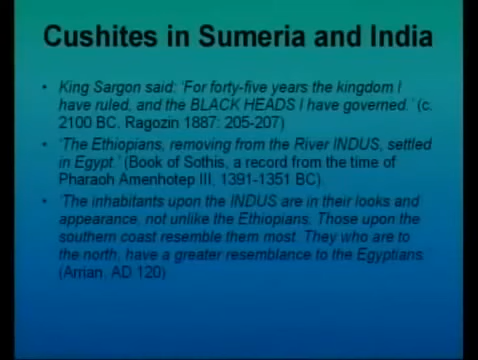 Cushites in Sumeria and India
• King Sargon said: 'For forty-five years the kingdom I
have ruled, and the BLACK HEADS I have governed.' (c.
2100 BC. Ragozin 1887: 205-207)
• 'The Ethiopians, removing from the River INDUS, settled
in Egypt.' (Book of Sothis, a record from the time of
Pharaoh Amenhotep III, 1391-1351 BC).
• 'The inhabitants upon the INDUS are in their looks and
appearance, not unlike the Ethiopians. Those upon the
southern coast resemble them most. They who are to
the north, have a greater resemblance to the Egyptians.
(Arrian, AD 120)